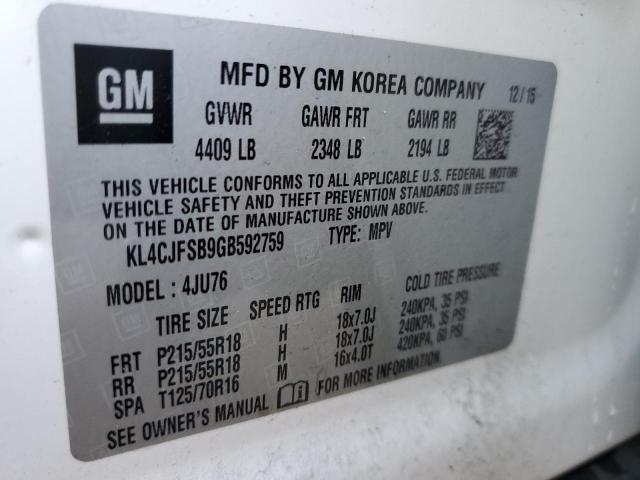 GM
MFD BY GM KOREA COMPANY 12/15
GVWR GAWR FRT GAWR RR
4409 LB 2348 LB 2194 LB
THIS VEHICLE CONFORMS TO ALL APPLICABLE U.S. FEDERAL MOTOR
VEHICLE SAFETY AND THEFT PREVENTION STANDARDS IN EFFECT
ON THE DATE OF MANUFACTURE SHOWN ABOVE.
KL4CJFSB9GB592759 TYPE: MPV
MODEL : 4JU76
TIRE SIZE SPEED RTG RIM COLD TIRE PRESSURE
FRT P215/55R18 H 18x7.0J 240KPA, 35 PSI
RR P215/55R18 H 18x7.0J 240KPA, 35 PSI
SPA T125/70R16 M 16x4.0T 420KPA, 60 PSI
SEE OWNER'S MANUAL FOR MORE INFORMATION.